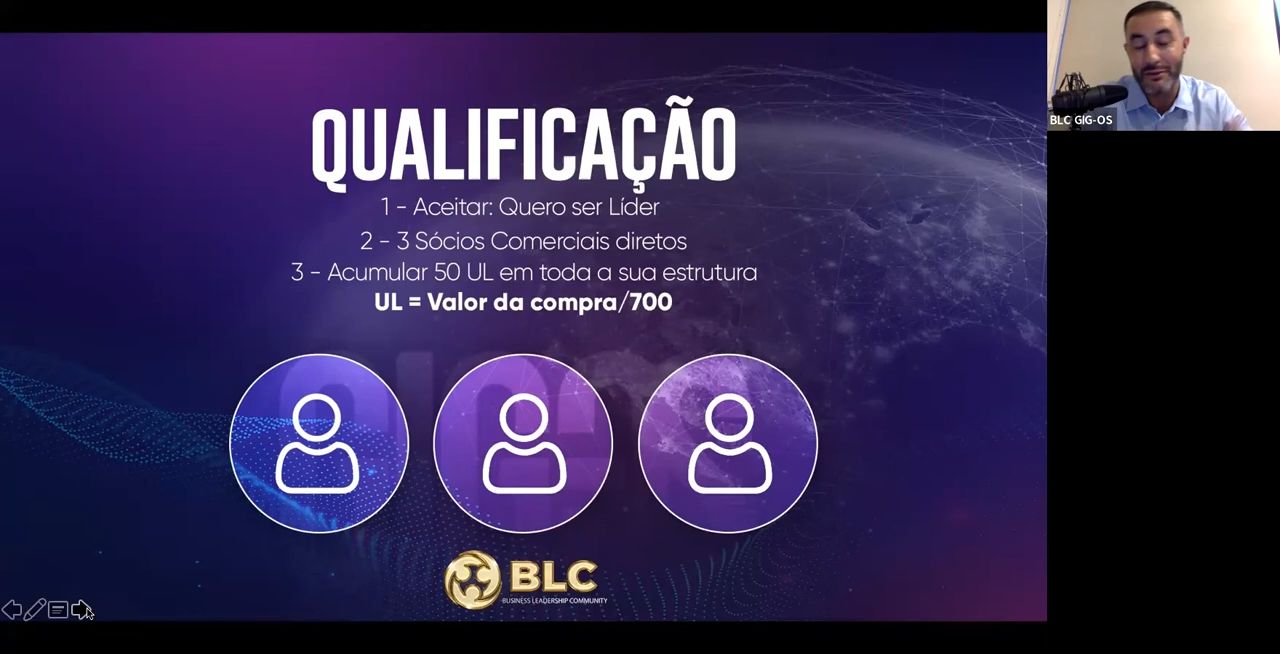 QUALIFICAÇÃO
1 - Aceitar: Quero ser Líder
2 - 3 Sócios Comerciais diretos
3 - Acumular 50 UL em toda a sua estrutura
UL = Valor da compra/700
BLC
BUSINESS LEADERSHIP COMMUNITY
BLC GIG-OS